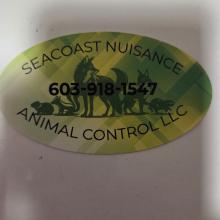 SEACOAST NUISANCE
603-918-1547
ANIMAL CONTROL LLC